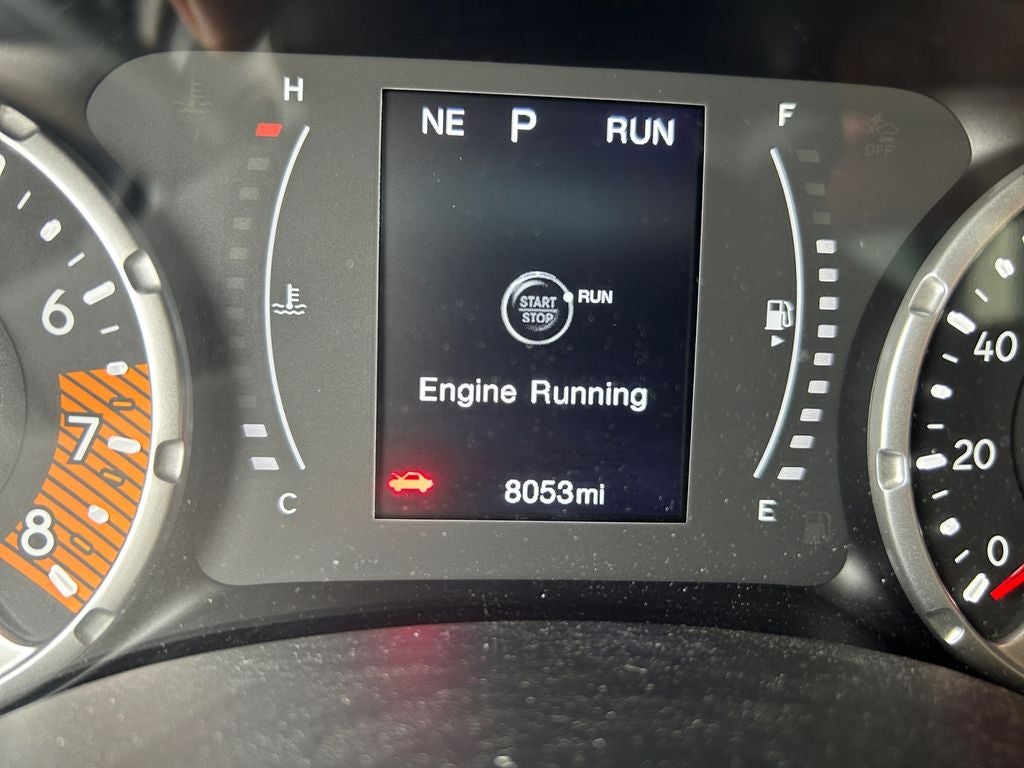 H
NE P RUN
F
OFF
6
START
STOP
RUN
40
Engine Running
7
20
C
8053mi
E
8
0